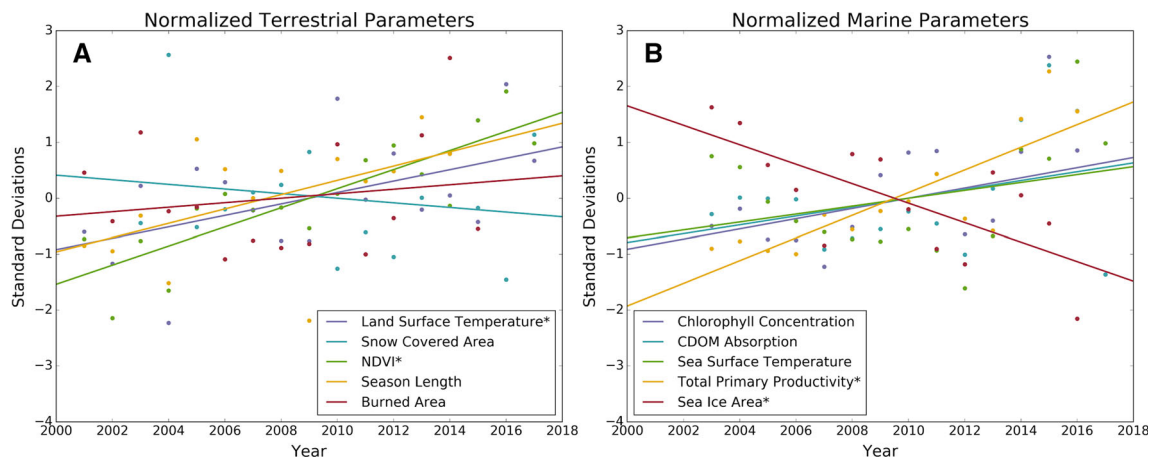 Normalized Terrestrial Parameters
A
3
2
1
0
−1
−2
−3
−4
Standard Deviations
Land Surface Temperature*
Snow Covered Area
NDVI*
Season Length
Burned Area
2000 2002 2004 2006 2008 2010 2012 2014 2016 2018
Year
Normalized Marine Parameters
B
3
2
1
0
−1
−2
−3
−4
Standard Deviations
Chlorophyll Concentration
CDOM Absorption
Sea Surface Temperature
Total Primary Productivity*
Sea Ice Area*
2000 2002 2004 2006 2008 2010 2012 2014 2016 2018
Year